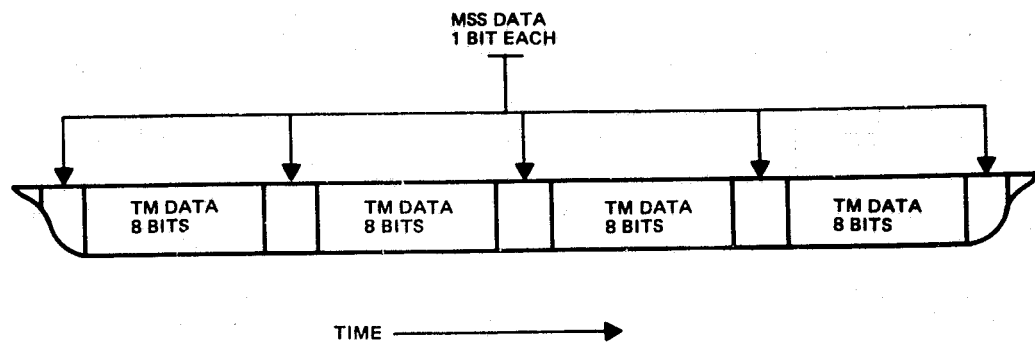 MSS DATA
1 BIT EACH
TM DATA
8 BITS
TM DATA
8 BITS
TM DATA
8 BITS
TM DATA
8 BITS
TIME